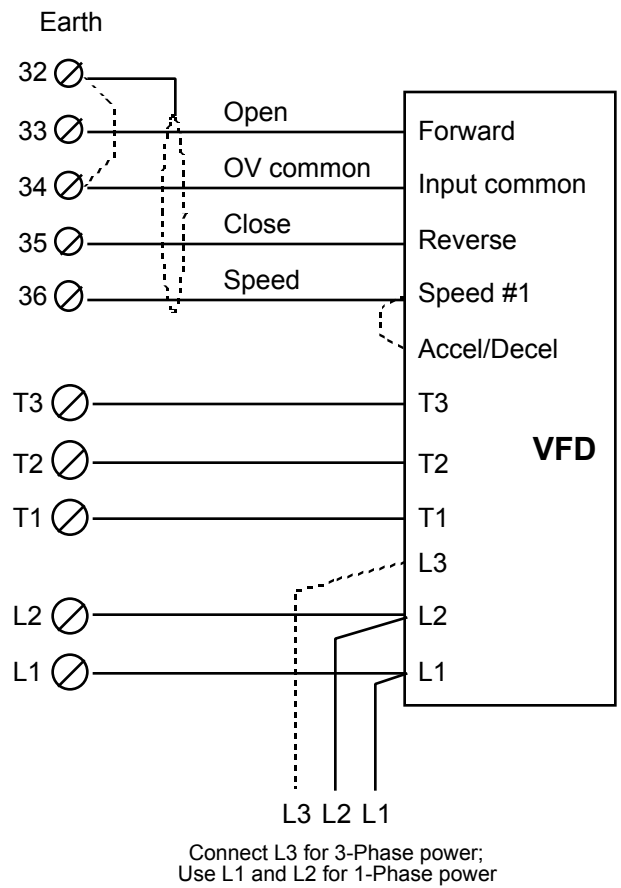 Earth
32
33 Open Forward
34 OV common Input common
35 Close Reverse
36 Speed Speed #1
Accel/Decel
T3 T3
T2 T2 VFD
T1 T1
L3
L2 L2
L1 L1
L3 L2 L1
Connect L3 for 3-Phase power;
Use L1 and L2 for 1-Phase power